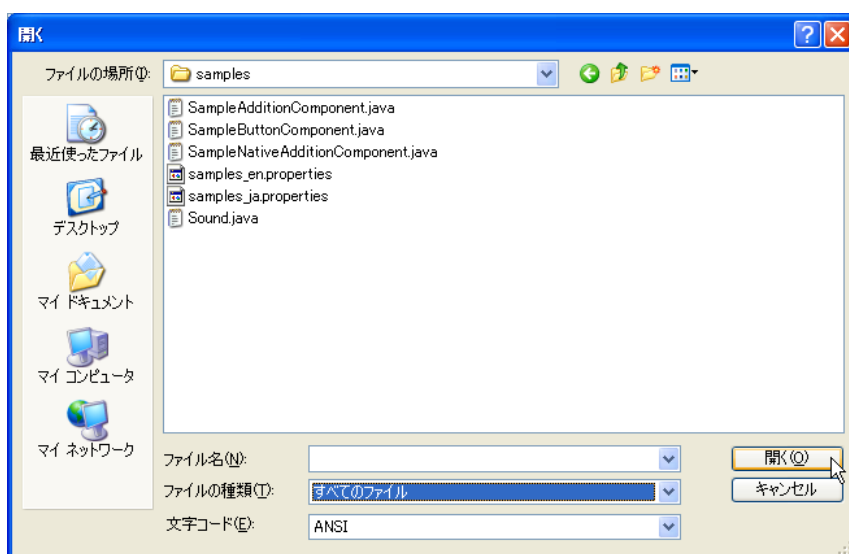 開く
ファイルの場所(I):
samples
SampleAdditionComponent.java
SampleButtonComponent.java
SampleNativeAdditionComponent.java
samples_en.properties
samples_ja.properties
Sound.java
最近使ったファイル
デスクトップ
マイ ドキュメント
マイ コンピュータ
マイ ネットワーク
ファイル名(N):
開く(O)
ファイルの種類(T):
すべてのファイル
キャンセル
文字コード(E):
ANSI